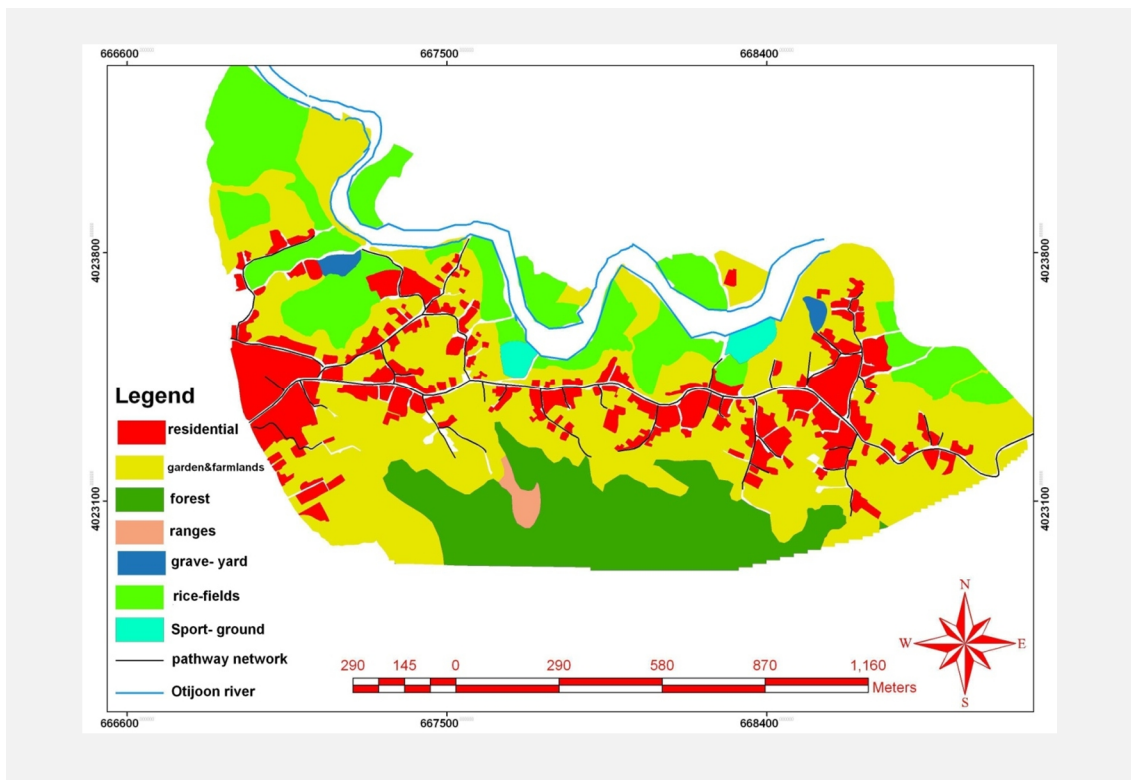 666600 667500 668400
4023800 4023800
4023100 4023100
Legend
residential
garden&farmlands
forest
ranges
grave- yard
rice-fields
Sport- ground
pathway network
Otijoon river
290 145 0 290 580 870 1,160
Meters
N
W E
S
666600 667500 668400